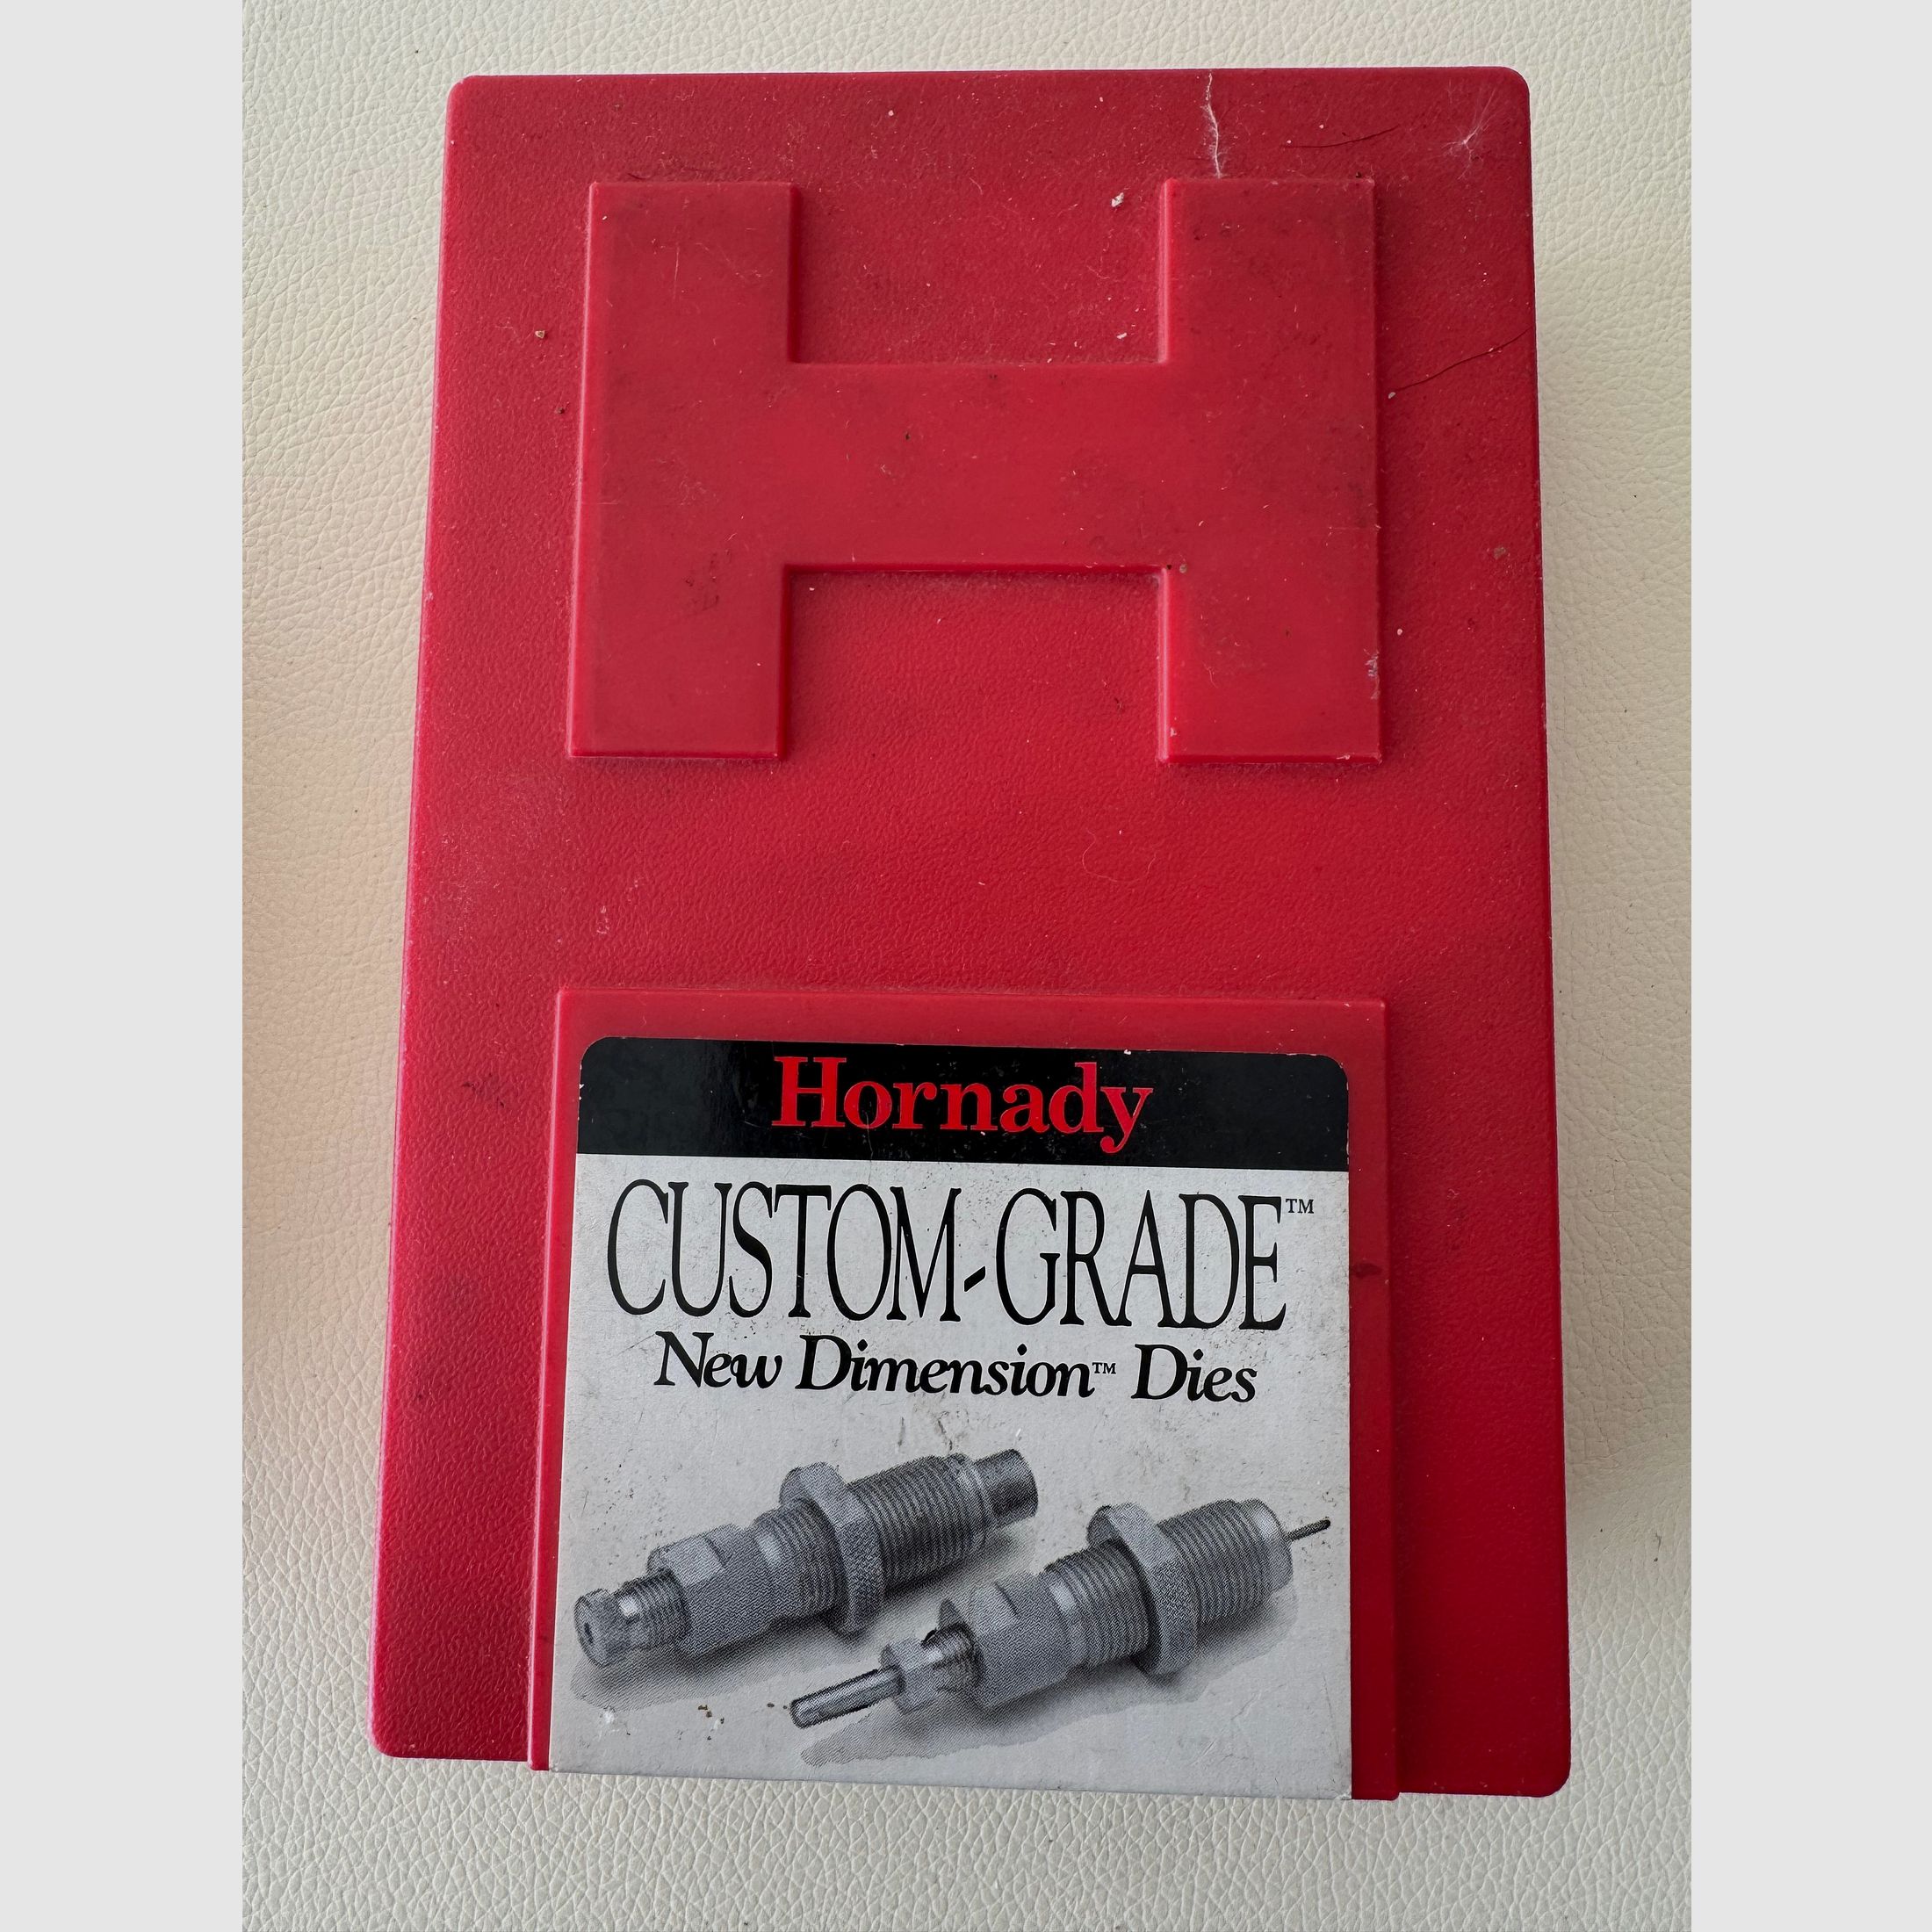 H
Hornady
CUSTOM-GRADE™
New Dimension™ Dies